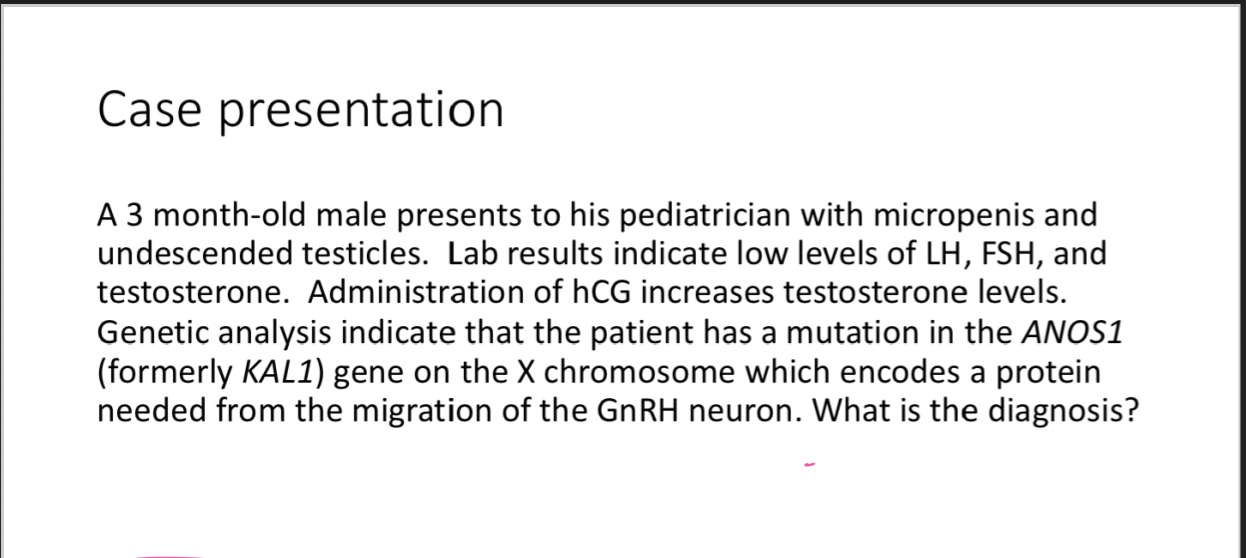 Case presentation
A 3 month-old male presents to his pediatrician with micropenis and
undescended testicles. Lab results indicate low levels of LH, FSH, and
testosterone. Administration of hCG increases testosterone levels.
Genetic analysis indicate that the patient has a mutation in the ANOS1
(formerly KAL1) gene on the X chromosome which encodes a protein
needed from the migration of the GnRH neuron. What is the diagnosis?